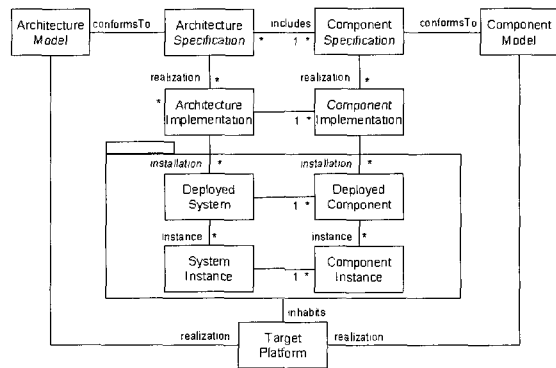 Architecture
Model
conformsTo
Architecture
Specification
includes
*
1 *
Component
Specification
conformsTo
Component
Model
realization
*
realization
*
*
Architecture
Implementation
1 *
Component
Implementation
installation
*
installation
*
Deployed
System
1 *
Deployed
Component
instance
*
instance
*
System
Instance
1 *
Component
Instance
inhabits
realization
Target
Platform
realization